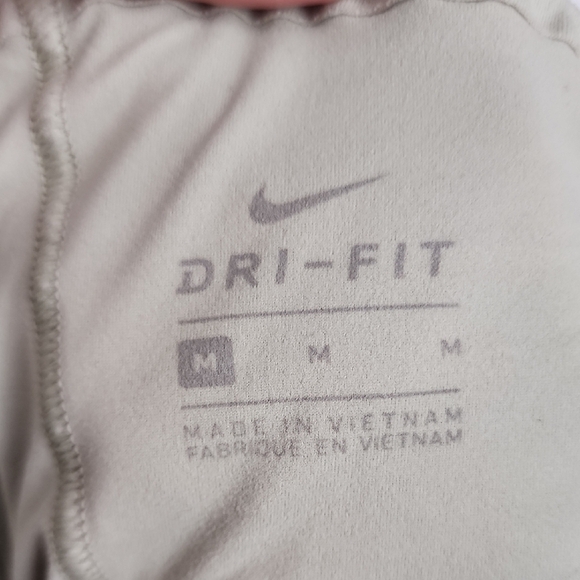 DRI-FIT
M M M
MADE IN VIETNAM
FABRIQUE EN VIETNAM